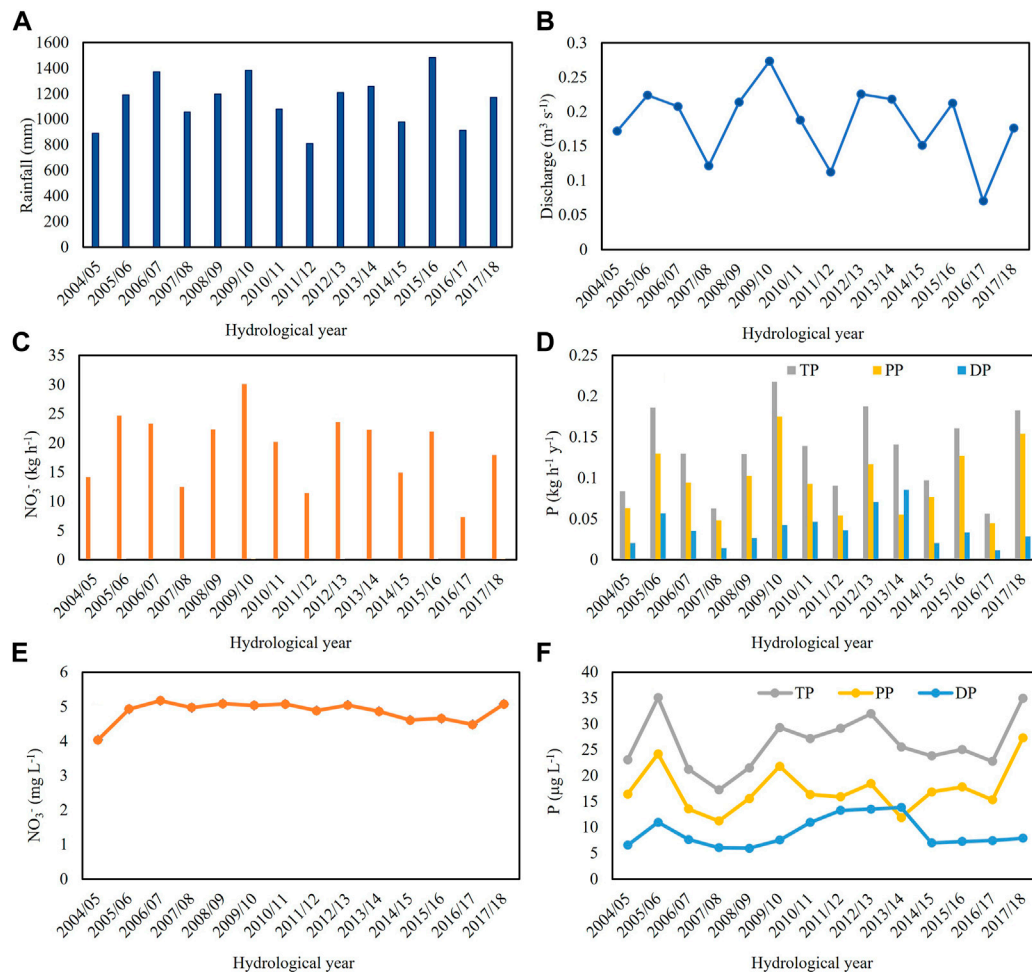 A
1600
1400
1200
1000
800
600
400
200
0
Rainfall (mm)
2004/05 2005/06 2006/07 2007/08 2008/09 2009/10 2010/11 2011/12 2012/13 2013/14 2014/15 2015/16 2016/17 2017/18
Hydrological year
B
0.3
0.25
0.2
0.15
0.1
0.05
0
Discharge (m³ s⁻¹⁾)
2004/05 2005/06 2006/07 2007/08 2008/09 2009/10 2010/11 2011/12 2012/13 2013/14 2014/15 2015/16 2016/17 2017/18
Hydrological year
C
35
30
25
20
15
10
5
0
NO₃⁻ (kg h⁻¹)
2004/05 2005/06 2006/07 2007/08 2008/09 2009/10 2010/11 2011/12 2012/13 2013/14 2014/15 2015/16 2016/17 2017/18
Hydrological year
D
0.25
0.2
0.15
0.1
0.05
0
P (kg h⁻¹ y⁻¹)
TP PP DP
2004/05 2005/06 2006/07 2007/08 2008/09 2009/10 2010/11 2011/12 2012/13 2013/14 2014/15 2015/16 2016/17 2017/18
Hydrological year
E
6
5
4
3
2
1
0
NO₃⁻ (mg L⁻¹)
2004/05 2005/06 2006/07 2007/08 2008/09 2009/10 2010/11 2011/12 2012/13 2013/14 2014/15 2015/16 2016/17 2017/18
Hydrological year
F
40
35
30
25
20
15
10
5
0
P (µg L⁻¹)
TP PP DP
2004/05 2005/06 2006/07 2007/08 2008/09 2009/10 2010/11 2011/12 2012/13 2013/14 2014/15 2015/16 2016/17 2017/18
Hydrological year